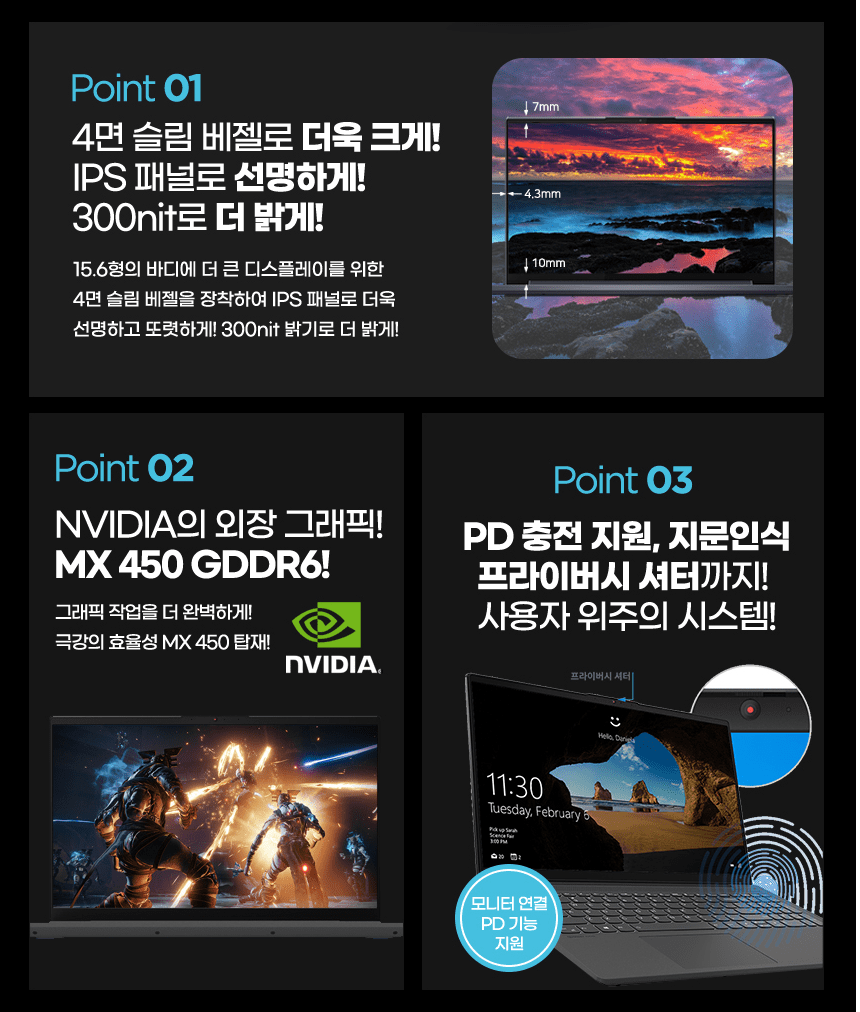 Point 01
4면 슬림 베젤로 더욱 크게!
IPS 패널로 선명하게!
300nit로 더 밝게!
15.6형의 바디에 더 큰 디스플레이를 위한
4면 슬림 베젤을 장착하여 IPS 패널로 더욱
선명하고 또렷하게! 300nit 밝기로 더 밝게!
7mm
4.3mm
10mm
Point 02
NVIDIA의 외장 그래픽!
MX 450 GDDR6!
그래픽 작업을 더 완벽하게!
극강의 효율성 MX 450 탑재!
NVIDIA.
Point 03
PD 충전 지원, 지문인식
프라이버시 셔터까지!
사용자 위주의 시스템!
프라이버시 셔터
Hello, Daniela
11:30
Tuesday, February 6
Pick up Sarah
Science Fair
3:00 PM
20 2
모니터 연결
PD 기능
지원